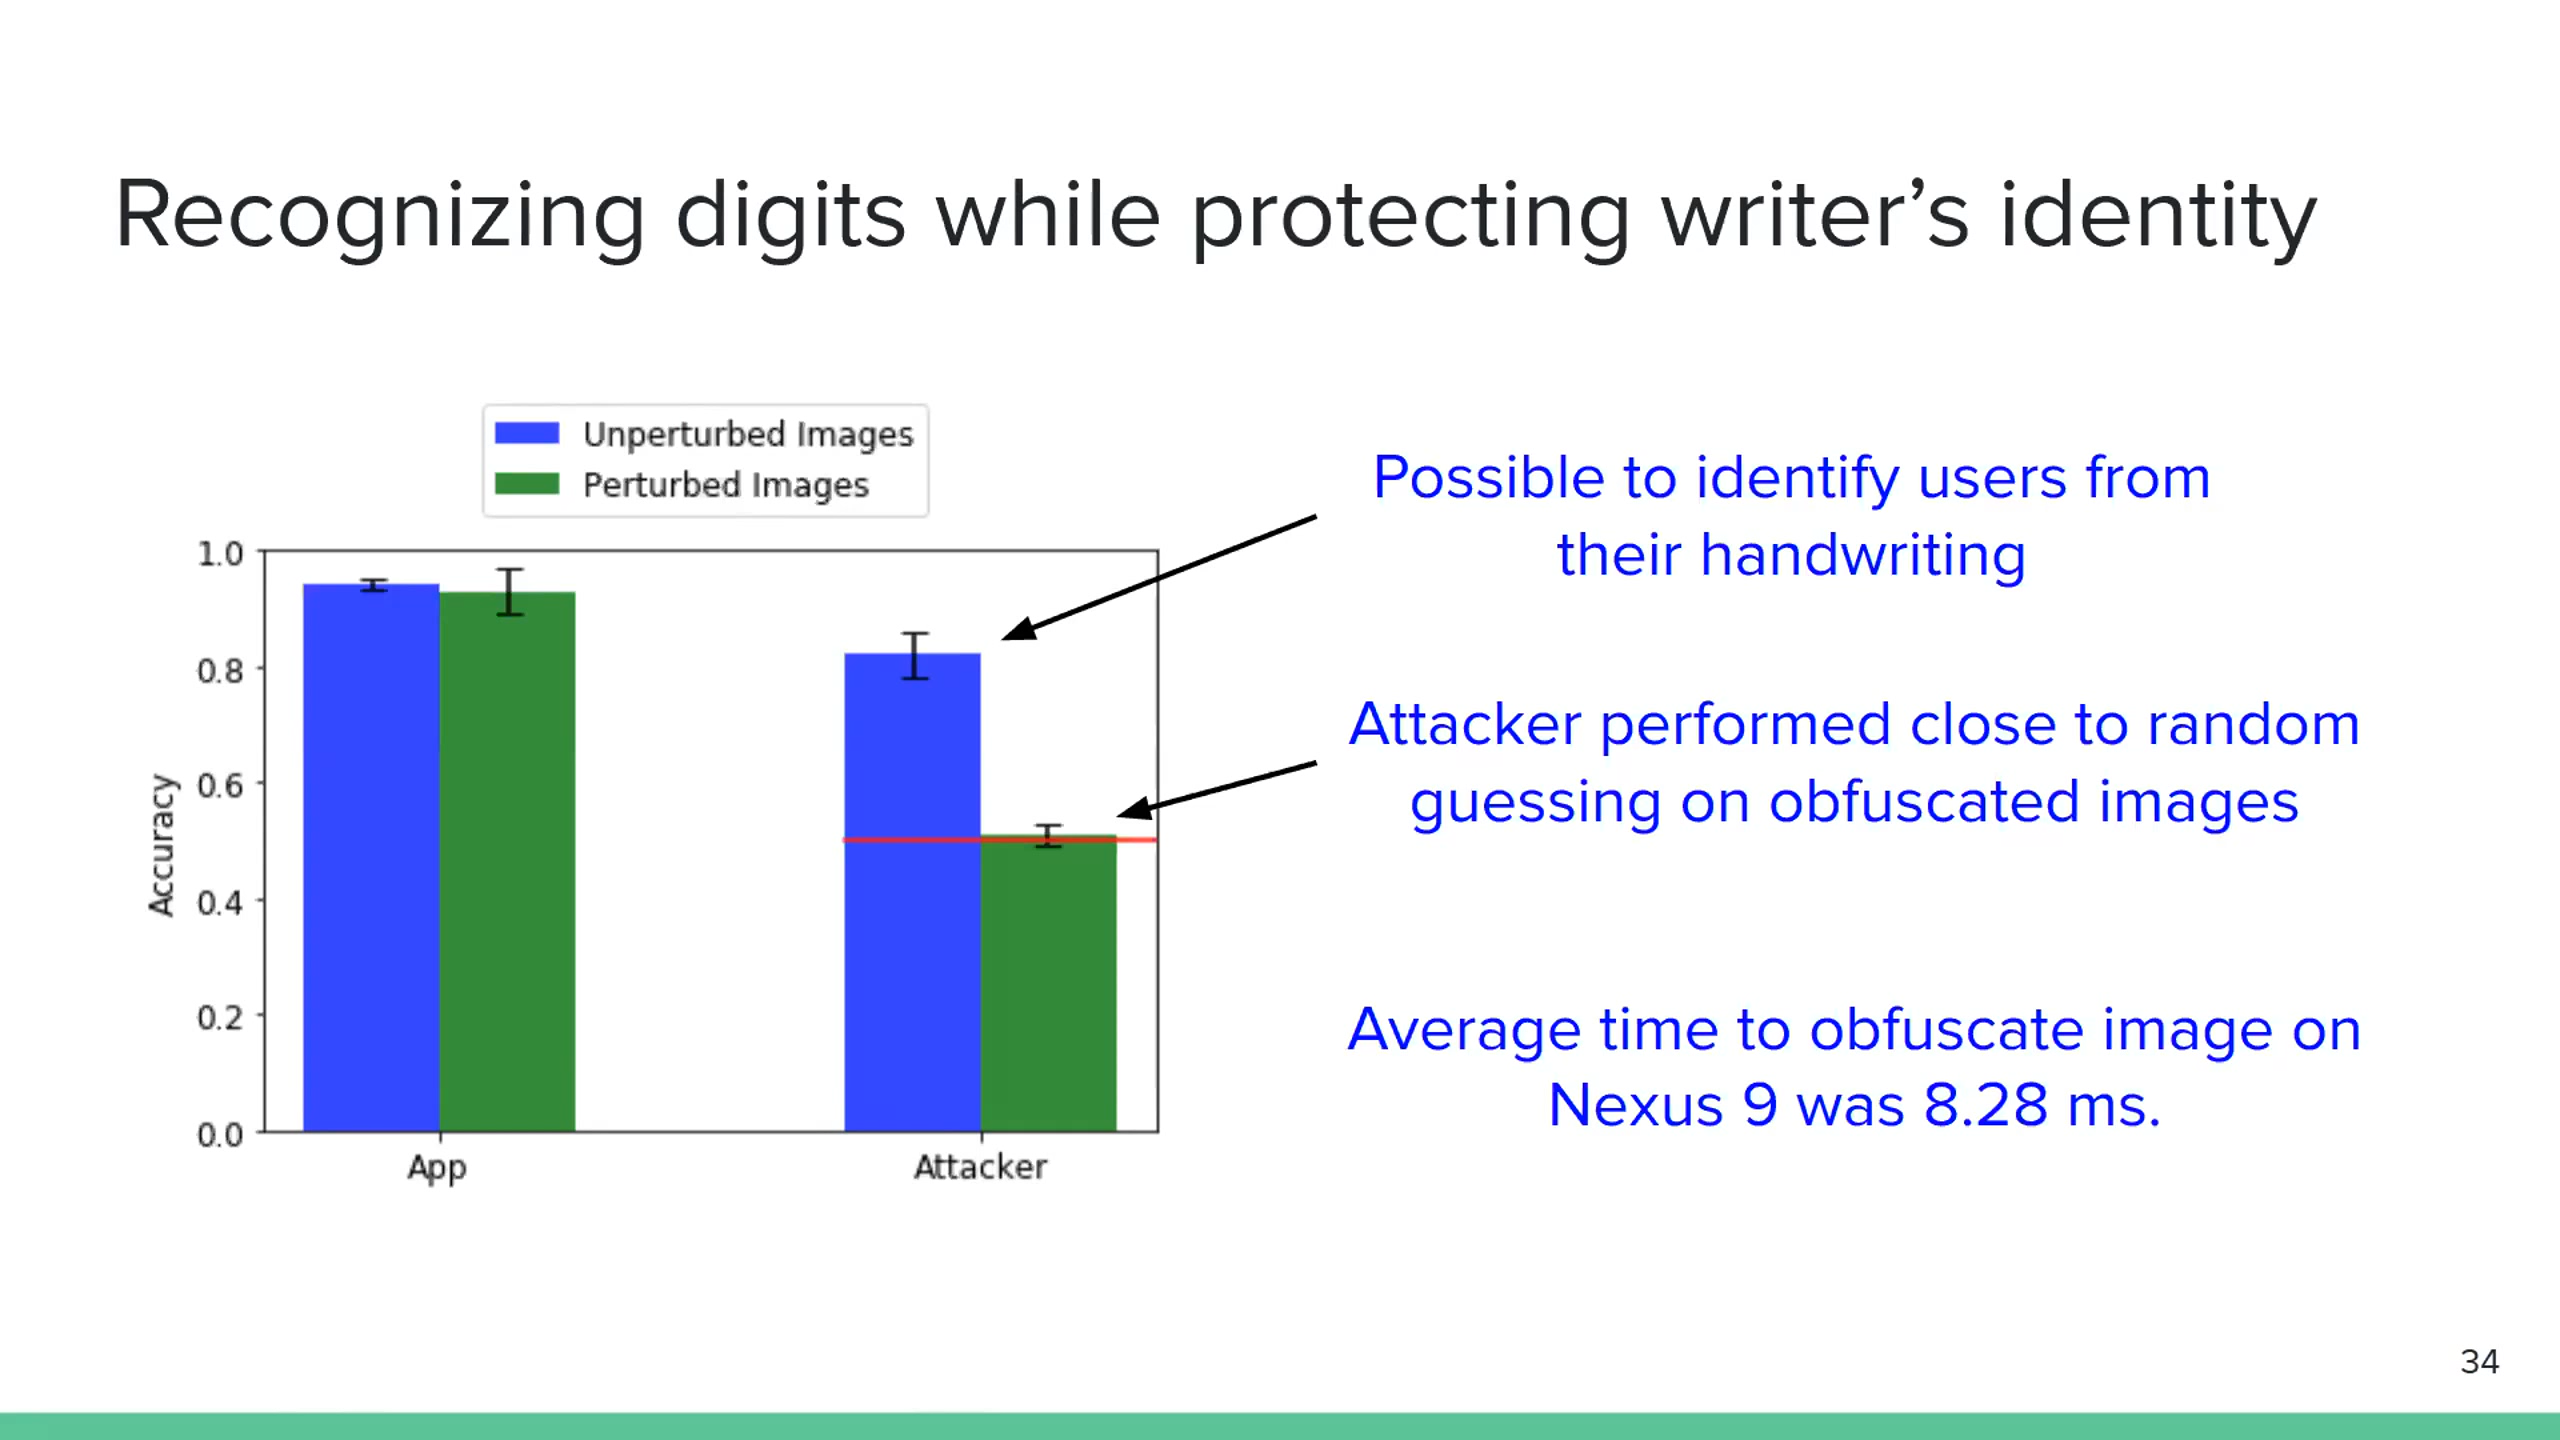 Recognizing digits while protecting writer’s identity
Unperturbed Images
Perturbed Images
1.0
0.8
0.6
0.4
0.2
0.0
Accuracy
App
Attacker
Possible to identify users from
their handwriting
Attacker performed close to random
guessing on obfuscated images
Average time to obfuscate image on
Nexus 9 was 8.28 ms.
34